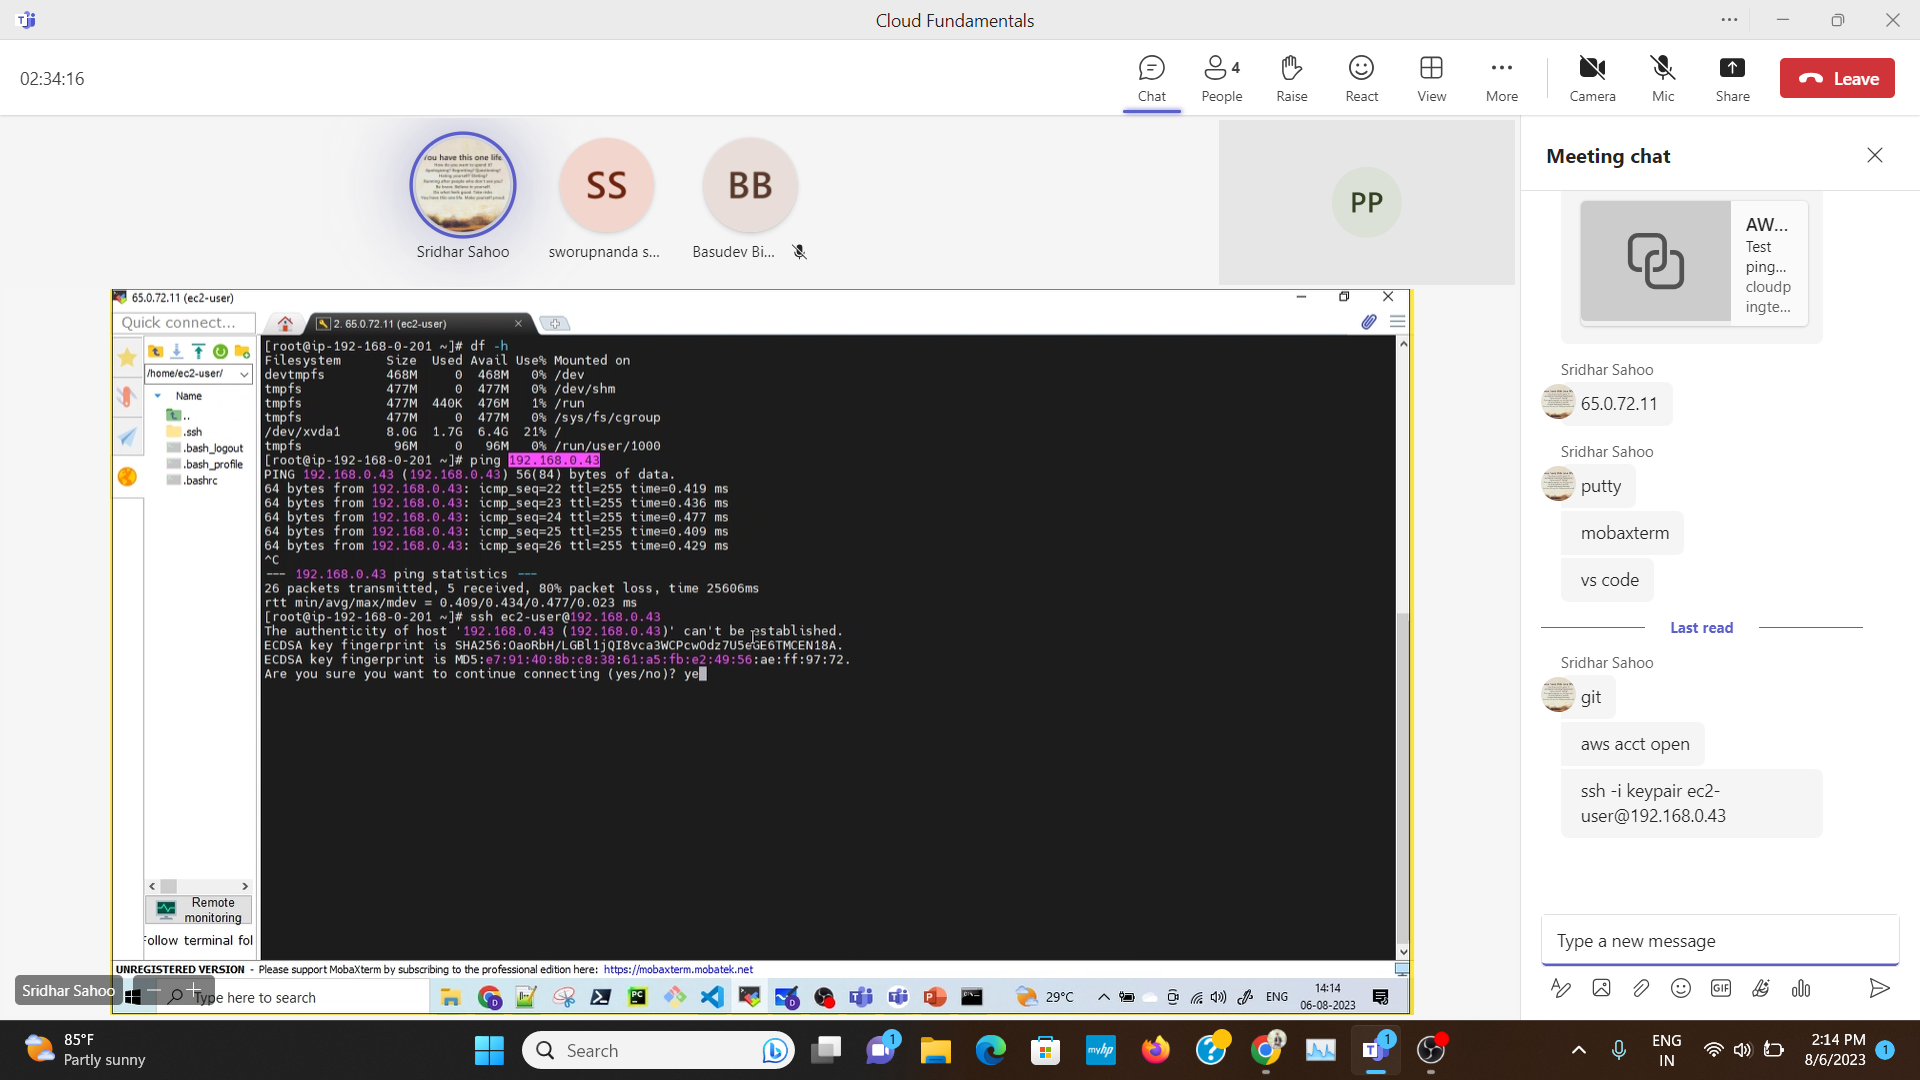 Cloud Fundamentals
02:34:16
Chat
4
People
Raise
React
View
More
Camera
Mic
Share
Leave
You have this one life
Sridhar Sahoo
SS
sworupnanda s...
BB
Basudev Bi...
PP
Meeting chat
AW...
Test
ping...
cloudp
ingte...
Sridhar Sahoo
65.0.72.11
Sridhar Sahoo
putty
mobaxterm
vs code
Last read
Sridhar Sahoo
git
aws acct open
ssh -i keypair ec2-
user@192.168.0.43
Type a new message
GIF
65.0.72.11 (ec2-user)
Quick connect...
2. 65.0.72.11 (ec2-user)
/home/ec2-user/
Name
..
.ssh
.bash_logout
.bash_profile
.bashrc
Remote
monitoring
Follow terminal fol
[root@ip-192-168-0-201 ~]# df -h
Filesystem Size Used Avail Use% Mounted on
devtmpfs 468M 0 468M 0% /dev
tmpfs 477M 0 477M 0% /dev/shm
tmpfs 477M 440K 476M 1% /run
tmpfs 477M 0 477M 0% /sys/fs/cgroup
/dev/xvda1 8.0G 1.7G 6.4G 21% /
tmpfs 96M 0 96M 0% /run/user/1000
[root@ip-192-168-0-201 ~]# ping 192.168.0.43
PING 192.168.0.43 (192.168.0.43) 56(84) bytes of data.
64 bytes from 192.168.0.43: icmp_seq=22 ttl=255 time=0.419 ms
64 bytes from 192.168.0.43: icmp_seq=23 ttl=255 time=0.436 ms
64 bytes from 192.168.0.43: icmp_seq=24 ttl=255 time=0.477 ms
64 bytes from 192.168.0.43: icmp_seq=25 ttl=255 time=0.409 ms
64 bytes from 192.168.0.43: icmp_seq=26 ttl=255 time=0.429 ms
^C
--- 192.168.0.43 ping statistics ---
26 packets transmitted, 5 received, 80% packet loss, time 25606ms
rtt min/avg/max/mdev = 0.409/0.434/0.477/0.023 ms
[root@ip-192-168-0-201 ~]# ssh ec2-user@192.168.0.43
The authenticity of host '192.168.0.43 (192.168.0.43)' can't be established.
ECDSA key fingerprint is SHA256:OaoRbH/LGBl1jQI8vca3WCPcwOdz7U5eGE6TMCEN18A.
ECDSA key fingerprint is MD5:e7:91:40:8b:c8:38:61:a5:fb:e2:49:56:ae:ff:97:72.
Are you sure you want to continue connecting (yes/no)? ye
UNREGISTERED VERSION - Please support MobaXterm by subscribing to the professional edition here: https://mobaxterm.mobatek.net
Sridhar Sahoo
Type here to search
29°C
ENG
14:14
06-08-2023
85°F
Partly sunny
Search
1
myhp
1
ENG
IN
2:14 PM
8/6/2023
1